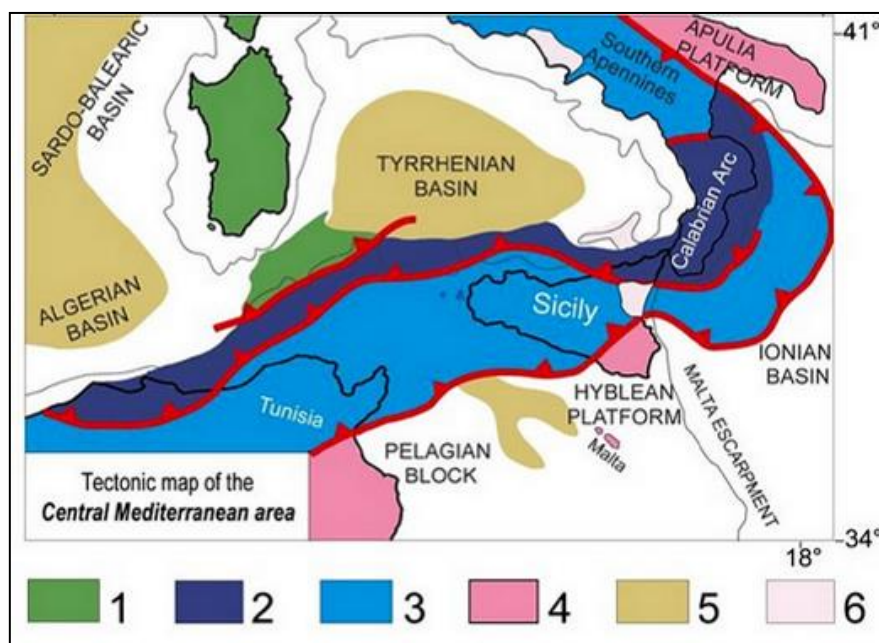 41°
APULIA
PLATFORM
Southern
Apennines
SARDO-BALEARIC
BASIN
TYRRHENIAN
BASIN
Calabrian Arc
ALGERIAN
BASIN
Sicily
IONIAN
BASIN
HYBLEAN
PLATFORM
MALTA ESCARPMENT
Tunisia
PELAGIAN
BLOCK
Malta
Tectonic map of the
Central Mediterranean area
34°
18°
1 2 3 4 5 6